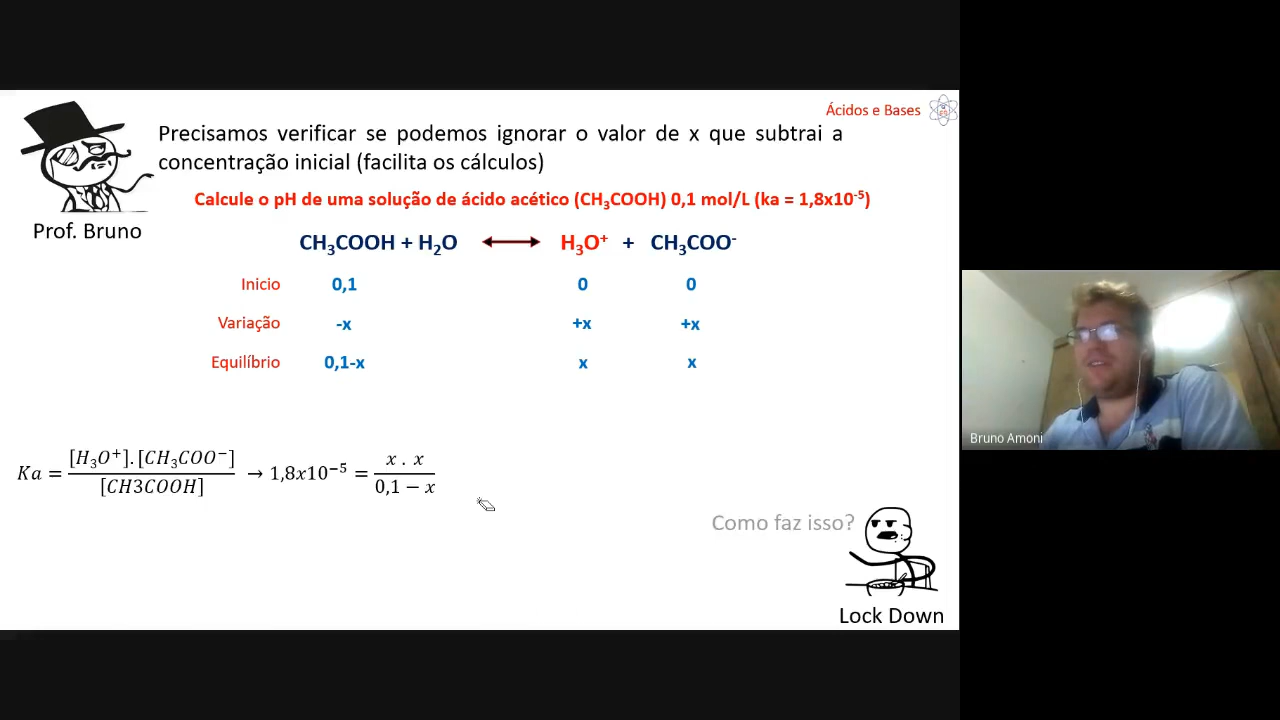 Ácidos e Bases
Precisamos verificar se podemos ignorar o valor de x que subtrai a
concentração inicial (facilita os cálculos)
Prof. Bruno
Calcule o pH de uma solução de ácido acético (CH₃COOH) 0,1 mol/L (ka = 1,8x10⁻⁵)
CH₃COOH + H₂O ⟷ H₃O⁺ + CH₃COO⁻
Inicio 0,1 0 0
Variação -x +x +x
Equilíbrio 0,1-x x x
Ka = [H₃O⁺].[CH₃COO⁻] / [CH3COOH] → 1,8x10⁻⁵ = x . x / 0,1 − x
Como faz isso?
Lock Down
Bruno Amoni